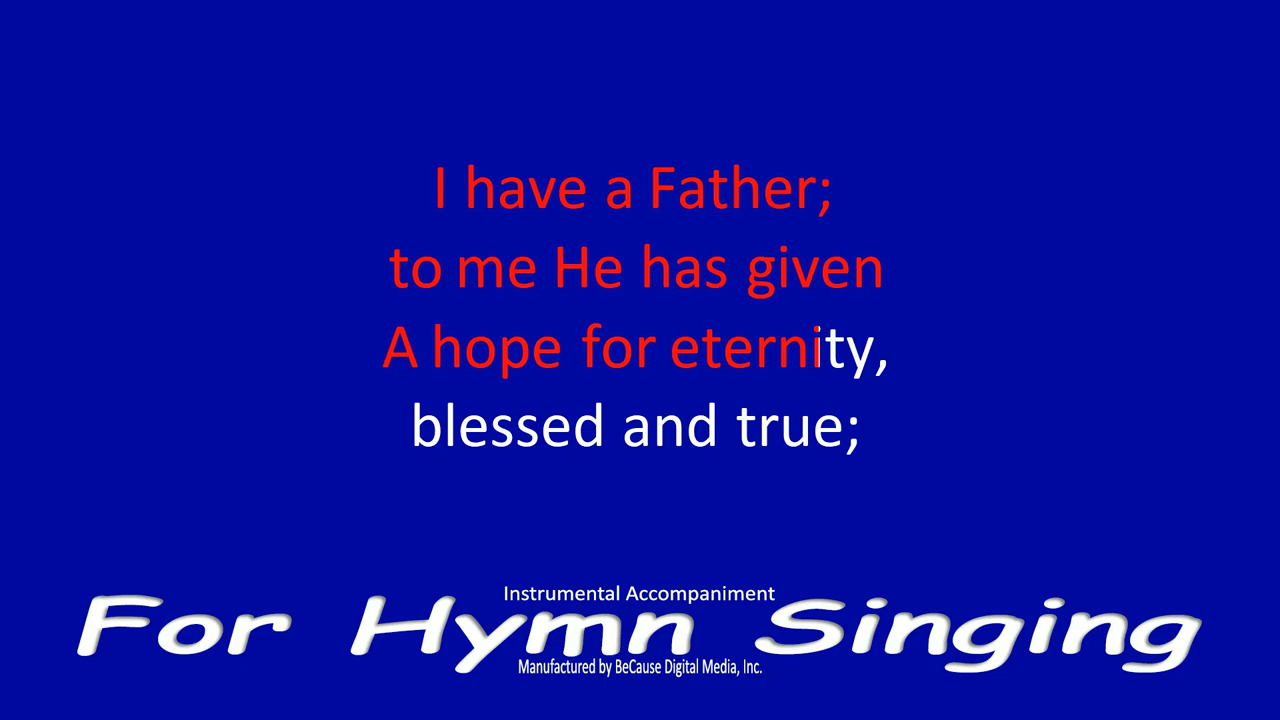 I have a Father;
to me He has given
A hope for eternity,
blessed and true;
Instrumental Accompaniment
For Hymn Singing
Manufactured by BeCause Digital Media, Inc.